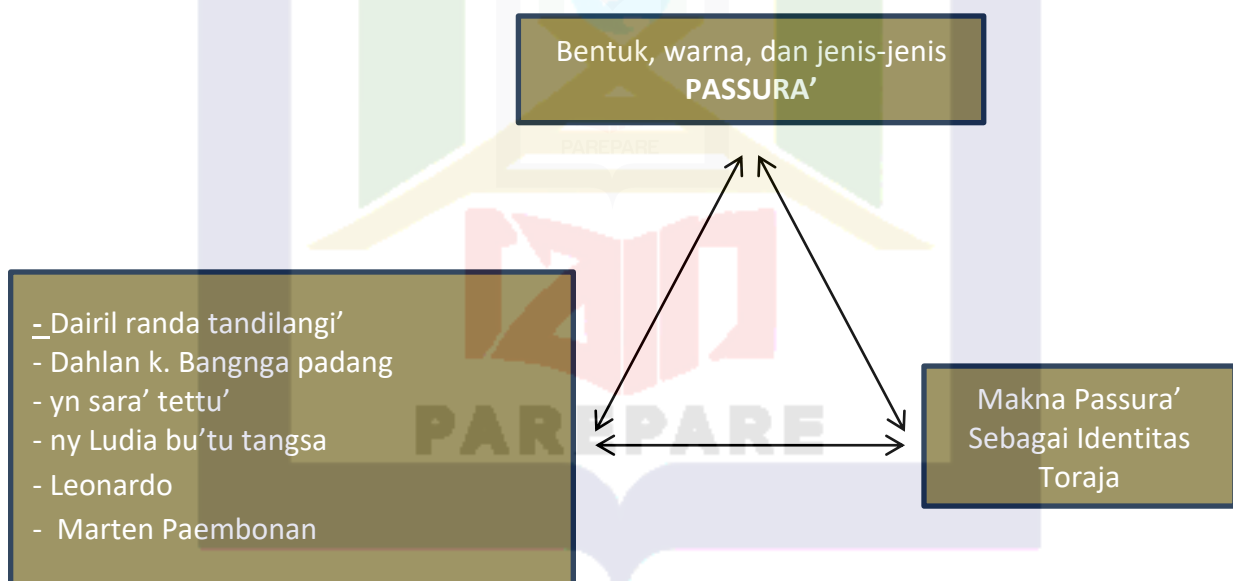 Bentuk, warna, dan jenis-jenis
PASSURA’
PAREPARE
- Dairil randa tandilangi’
- Dahlan k. Bangnga padang
- yn sara’ tettu’
- ny Ludia bu’tu tangsa
- Leonardo
- Marten Paembonan
Makna Passura’
Sebagai Identitas
Toraja
PAREPARE